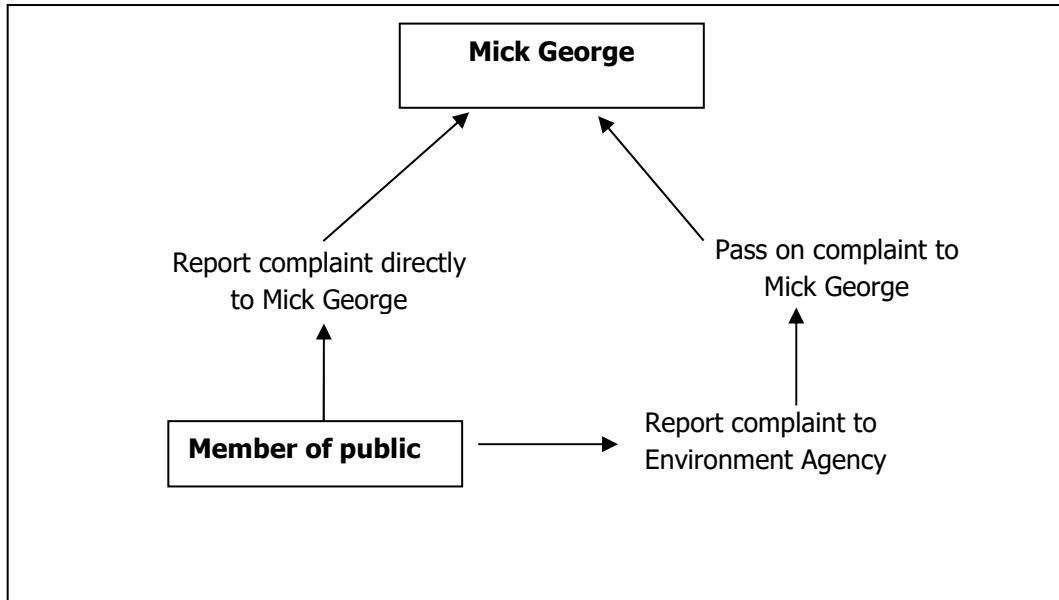 Mick George
Report complaint directly
to Mick George
Pass on complaint to
Mick George
Member of public
Report complaint to
Environment Agency